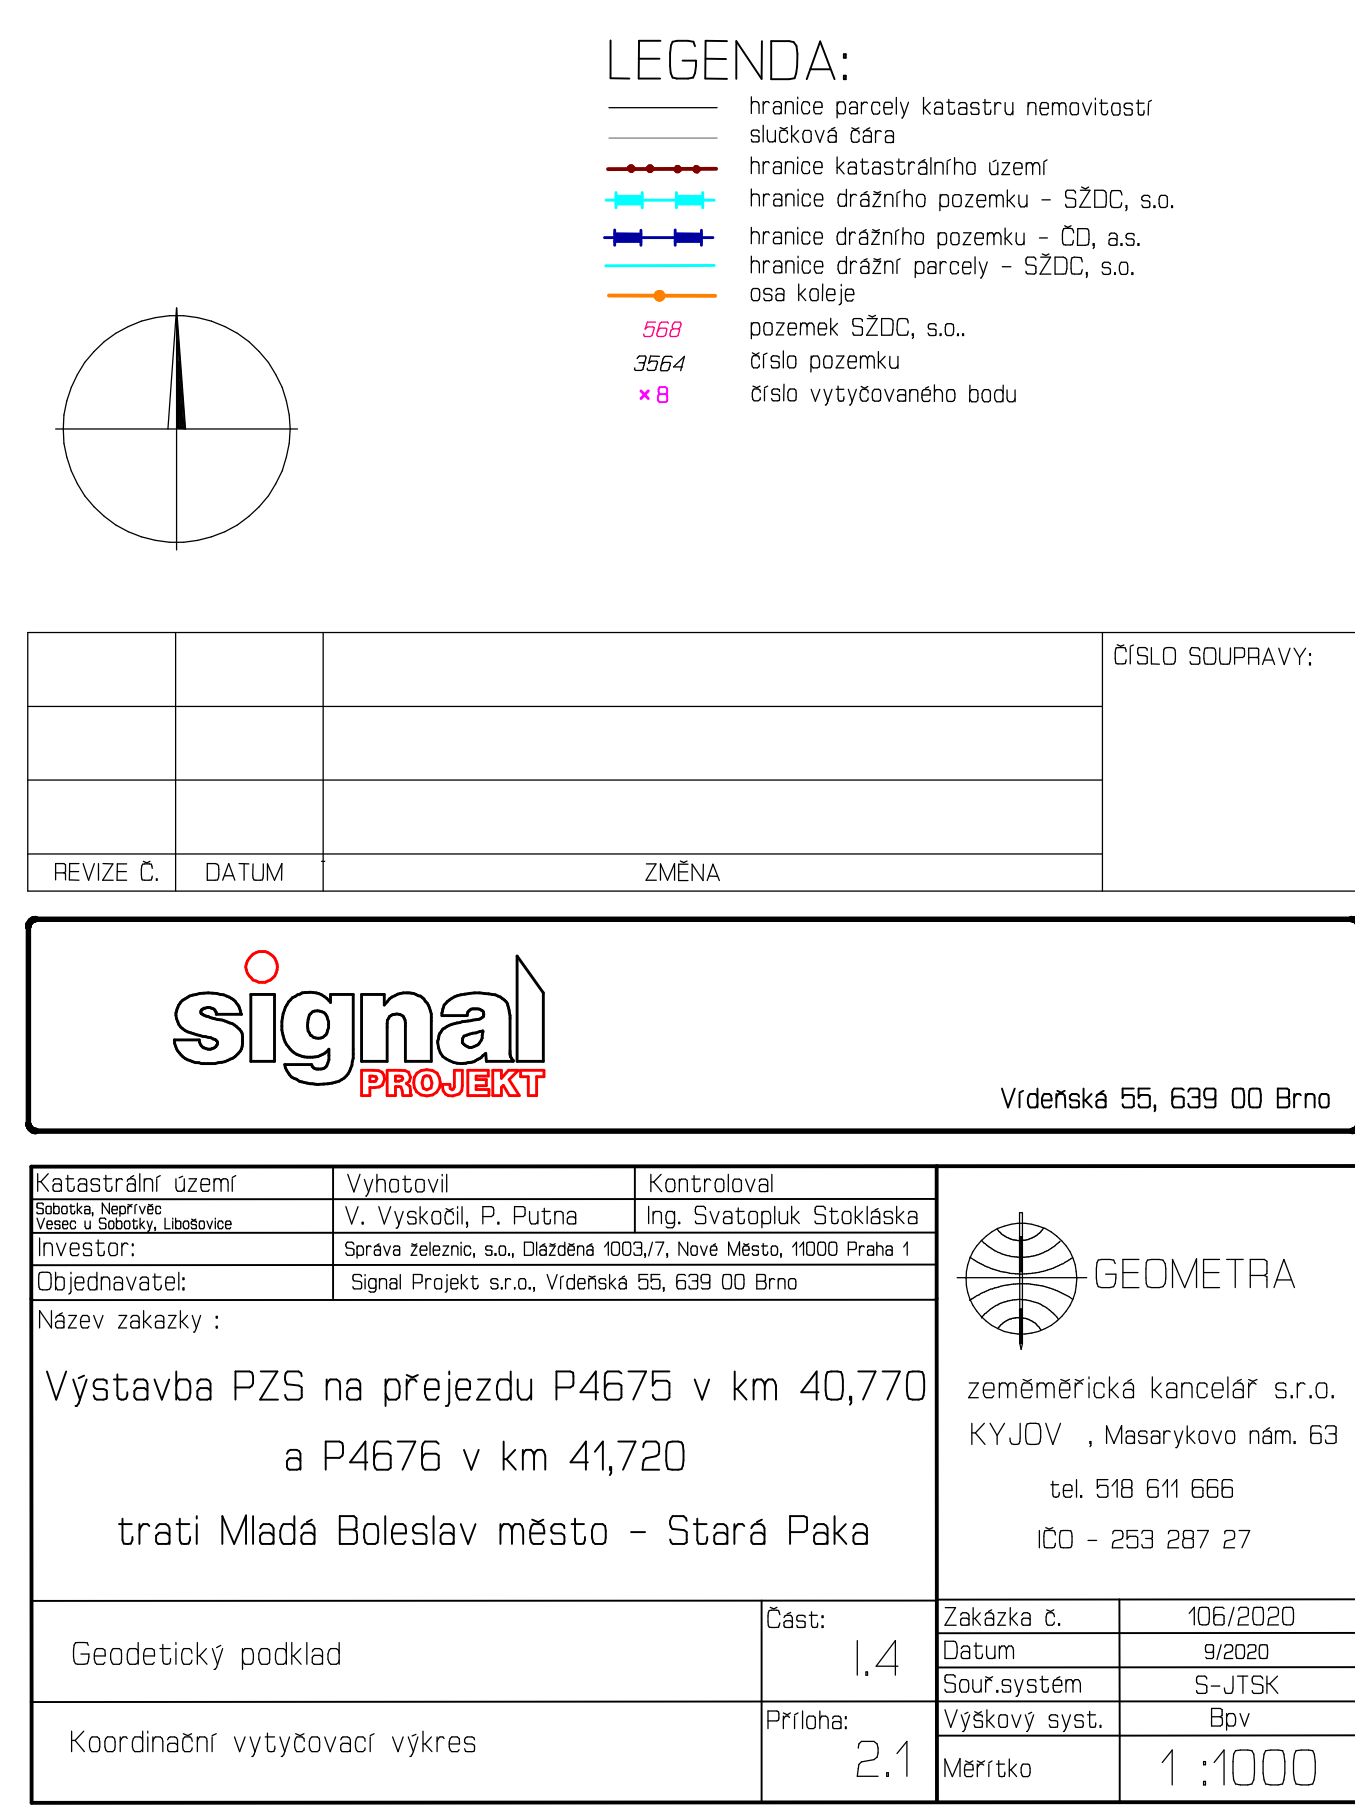 LEGENDA:
hranice parcely katastru nemovitostí
slučková čára
hranice katastrálního území
hranice drážního pozemku - SŽDC, s.o.
hranice drážního pozemku - ČD, a.s.
hranice drážní parcely - SŽDC, s.o.
osa koleje
568 pozemek SŽDC, s.o..
3564 číslo pozemku
× 8 číslo vytyčovaného bodu
ČÍSLO SOUPRAVY:
REVIZE Č. DATUM ZMĚNA
signal
PROJEKT
Vídeňská 55, 639 00 Brno
Katastrální území Vyhotovil Kontroloval
Sobotka, Nepřívěc
Vesec u Sobotky, Libošovice
V. Vyskočil, P. Putna Ing. Svatopluk Stokláska
Investor: Správa železnic, s.o., Dlážděná 1003,/7, Nové Město, 11000 Praha 1
Objednavatel: Signal Projekt s.r.o., Vídeňská 55, 639 00 Brno
Název zakazky :
Výstavba PZS na přejezdu P4675 v km 40,770
a P4676 v km 41,720
trati Mladá Boleslav město - Stará Paka
GEOMETRA
zeměměřická kancelář s.r.o.
KYJOV , Masarykovo nám. 63
tel. 518 611 666
IČO - 253 287 27
Geodetický podklad
Část:
I.4
Koordinační vytyčovací výkres
Příloha:
2.1
Zakázka č. 106/2020
Datum 9/2020
Souř.systém S-JTSK
Výškový syst. Bpv
Měřítko 1 :1000